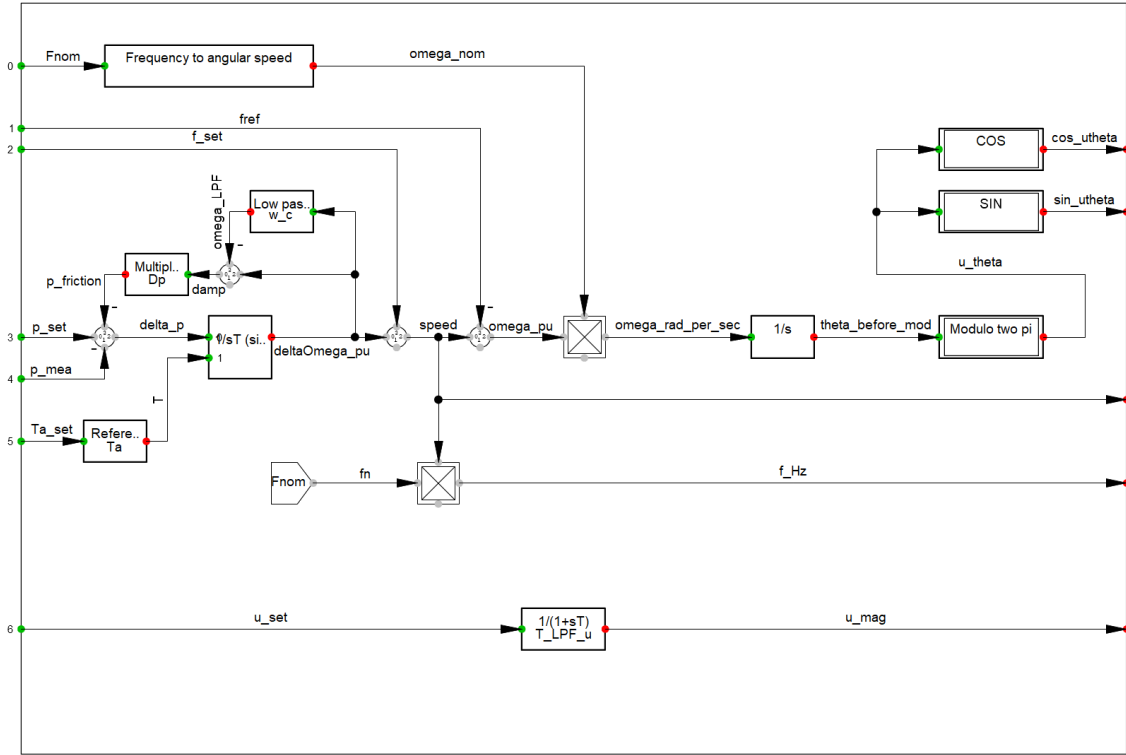 Fnom
Frequency to angular speed
omega_nom
0
fref
1
f_set
2
COS
cos_utheta
omega_LPF
Low pas..
w_c
SIN
sin_utheta
-
u_theta
Multipl..
Dp
p_friction
damp
-
-
p_set
delta_p
speed
omega_pu
omega_rad_per_sec
1/s
theta_before_mod
Modulo two pi
3
/sT (si..
deltaOmega_pu
-
1
p_mea
4
T
Ta_set
Refere..
Ta
5
Fnom
fn
f_Hz
u_set
1/(1+sT)
T_LPF_u
u_mag
6